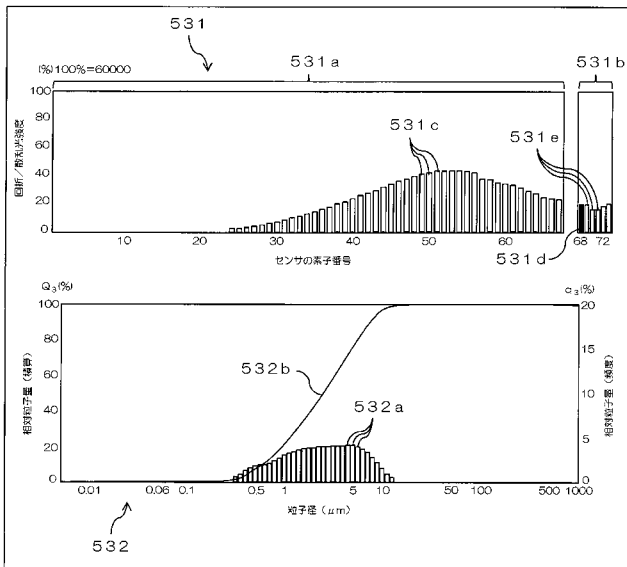 531
(%) 100%=60000
531a
531b
100
80
60
40
20
0
回折/散乱光強度
531c
531e
10
20
30
40
50
60
68
72
531d
センサの素子番号
Q₃(%)
q₃(%)
100
80
60
40
20
0
相対粒子量(積算)
20
15
10
5
0
相対粒子量(頻度)
532b
532a
0.01
0.06
0.1
0.5
1
5
10
50
100
500
1000
粒子径(μm)
532